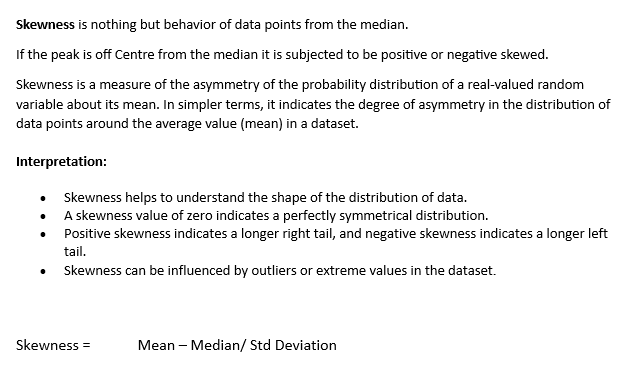 Skewness is nothing but behavior of data points from the median.
If the peak is off Centre from the median it is subjected to be positive or negative skewed.
Skewness is a measure of the asymmetry of the probability distribution of a real-valued random
variable about its mean. In simpler terms, it indicates the degree of asymmetry in the distribution of
data points around the average value (mean) in a dataset.
Interpretation:
• Skewness helps to understand the shape of the distribution of data.
• A skewness value of zero indicates a perfectly symmetrical distribution.
• Positive skewness indicates a longer right tail, and negative skewness indicates a longer left
tail.
• Skewness can be influenced by outliers or extreme values in the dataset.
Skewness = Mean – Median/ Std Deviation